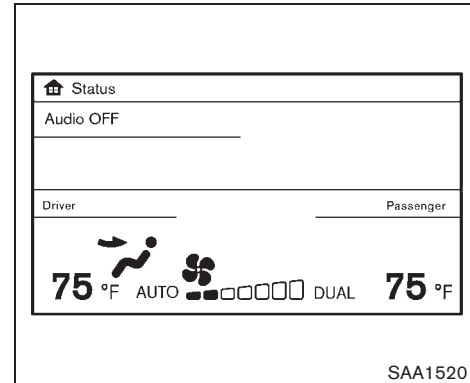 Status
Audio OFF
Driver Passenger
75 °F AUTO DUAL 75 °F
SAA1520